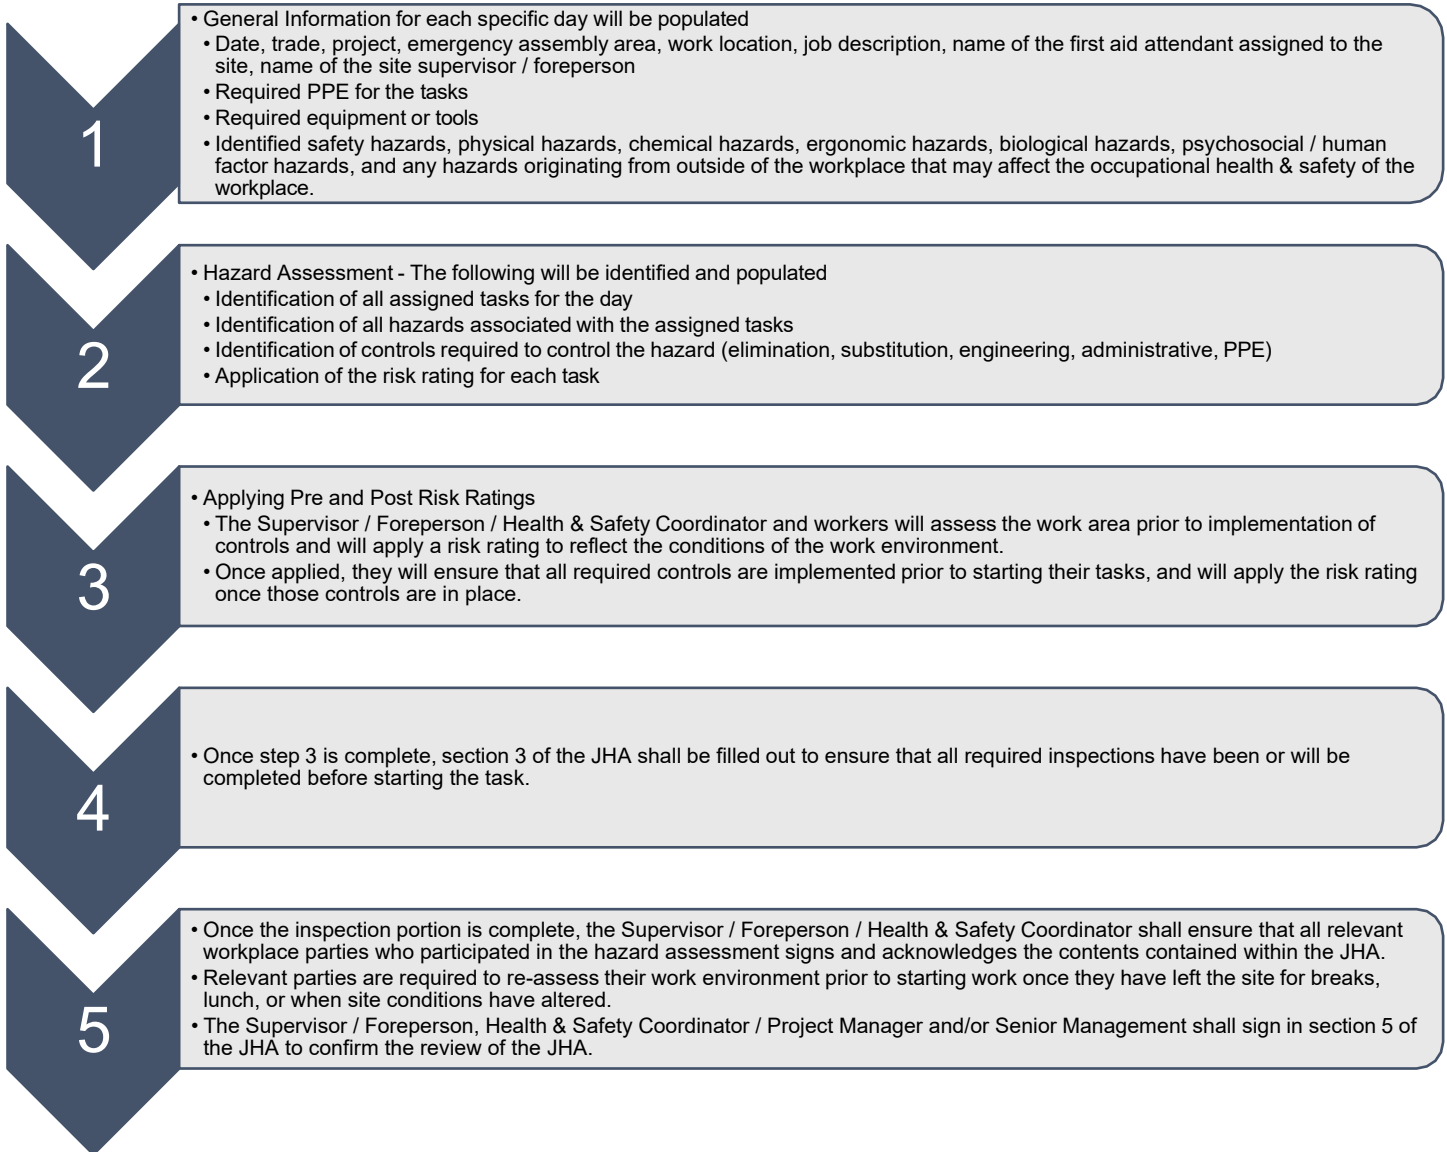 1
• General Information for each specific day will be populated
• Date, trade, project, emergency assembly area, work location, job description, name of the first aid attendant assigned to the
site, name of the site supervisor / foreperson
• Required PPE for the tasks
• Required equipment or tools
• Identified safety hazards, physical hazards, chemical hazards, ergonomic hazards, biological hazards, psychosocial / human
factor hazards, and any hazards originating from outside of the workplace that may affect the occupational health & safety of the
workplace.
2
• Hazard Assessment - The following will be identified and populated
• Identification of all assigned tasks for the day
• Identification of all hazards associated with the assigned tasks
• Identification of controls required to control the hazard (elimination, substitution, engineering, administrative, PPE)
• Application of the risk rating for each task
3
• Applying Pre and Post Risk Ratings
• The Supervisor / Foreperson / Health & Safety Coordinator and workers will assess the work area prior to implementation of
controls and will apply a risk rating to reflect the conditions of the work environment.
• Once applied, they will ensure that all required controls are implemented prior to starting their tasks, and will apply the risk rating
once those controls are in place.
4
• Once step 3 is complete, section 3 of the JHA shall be filled out to ensure that all required inspections have been or will be
completed before starting the task.
5
• Once the inspection portion is complete, the Supervisor / Foreperson / Health & Safety Coordinator shall ensure that all relevant
workplace parties who participated in the hazard assessment signs and acknowledges the contents contained within the JHA.
• Relevant parties are required to re-assess their work environment prior to starting work once they have left the site for breaks,
lunch, or when site conditions have altered.
• The Supervisor / Foreperson, Health & Safety Coordinator / Project Manager and/or Senior Management shall sign in section 5 of
the JHA to confirm the review of the JHA.